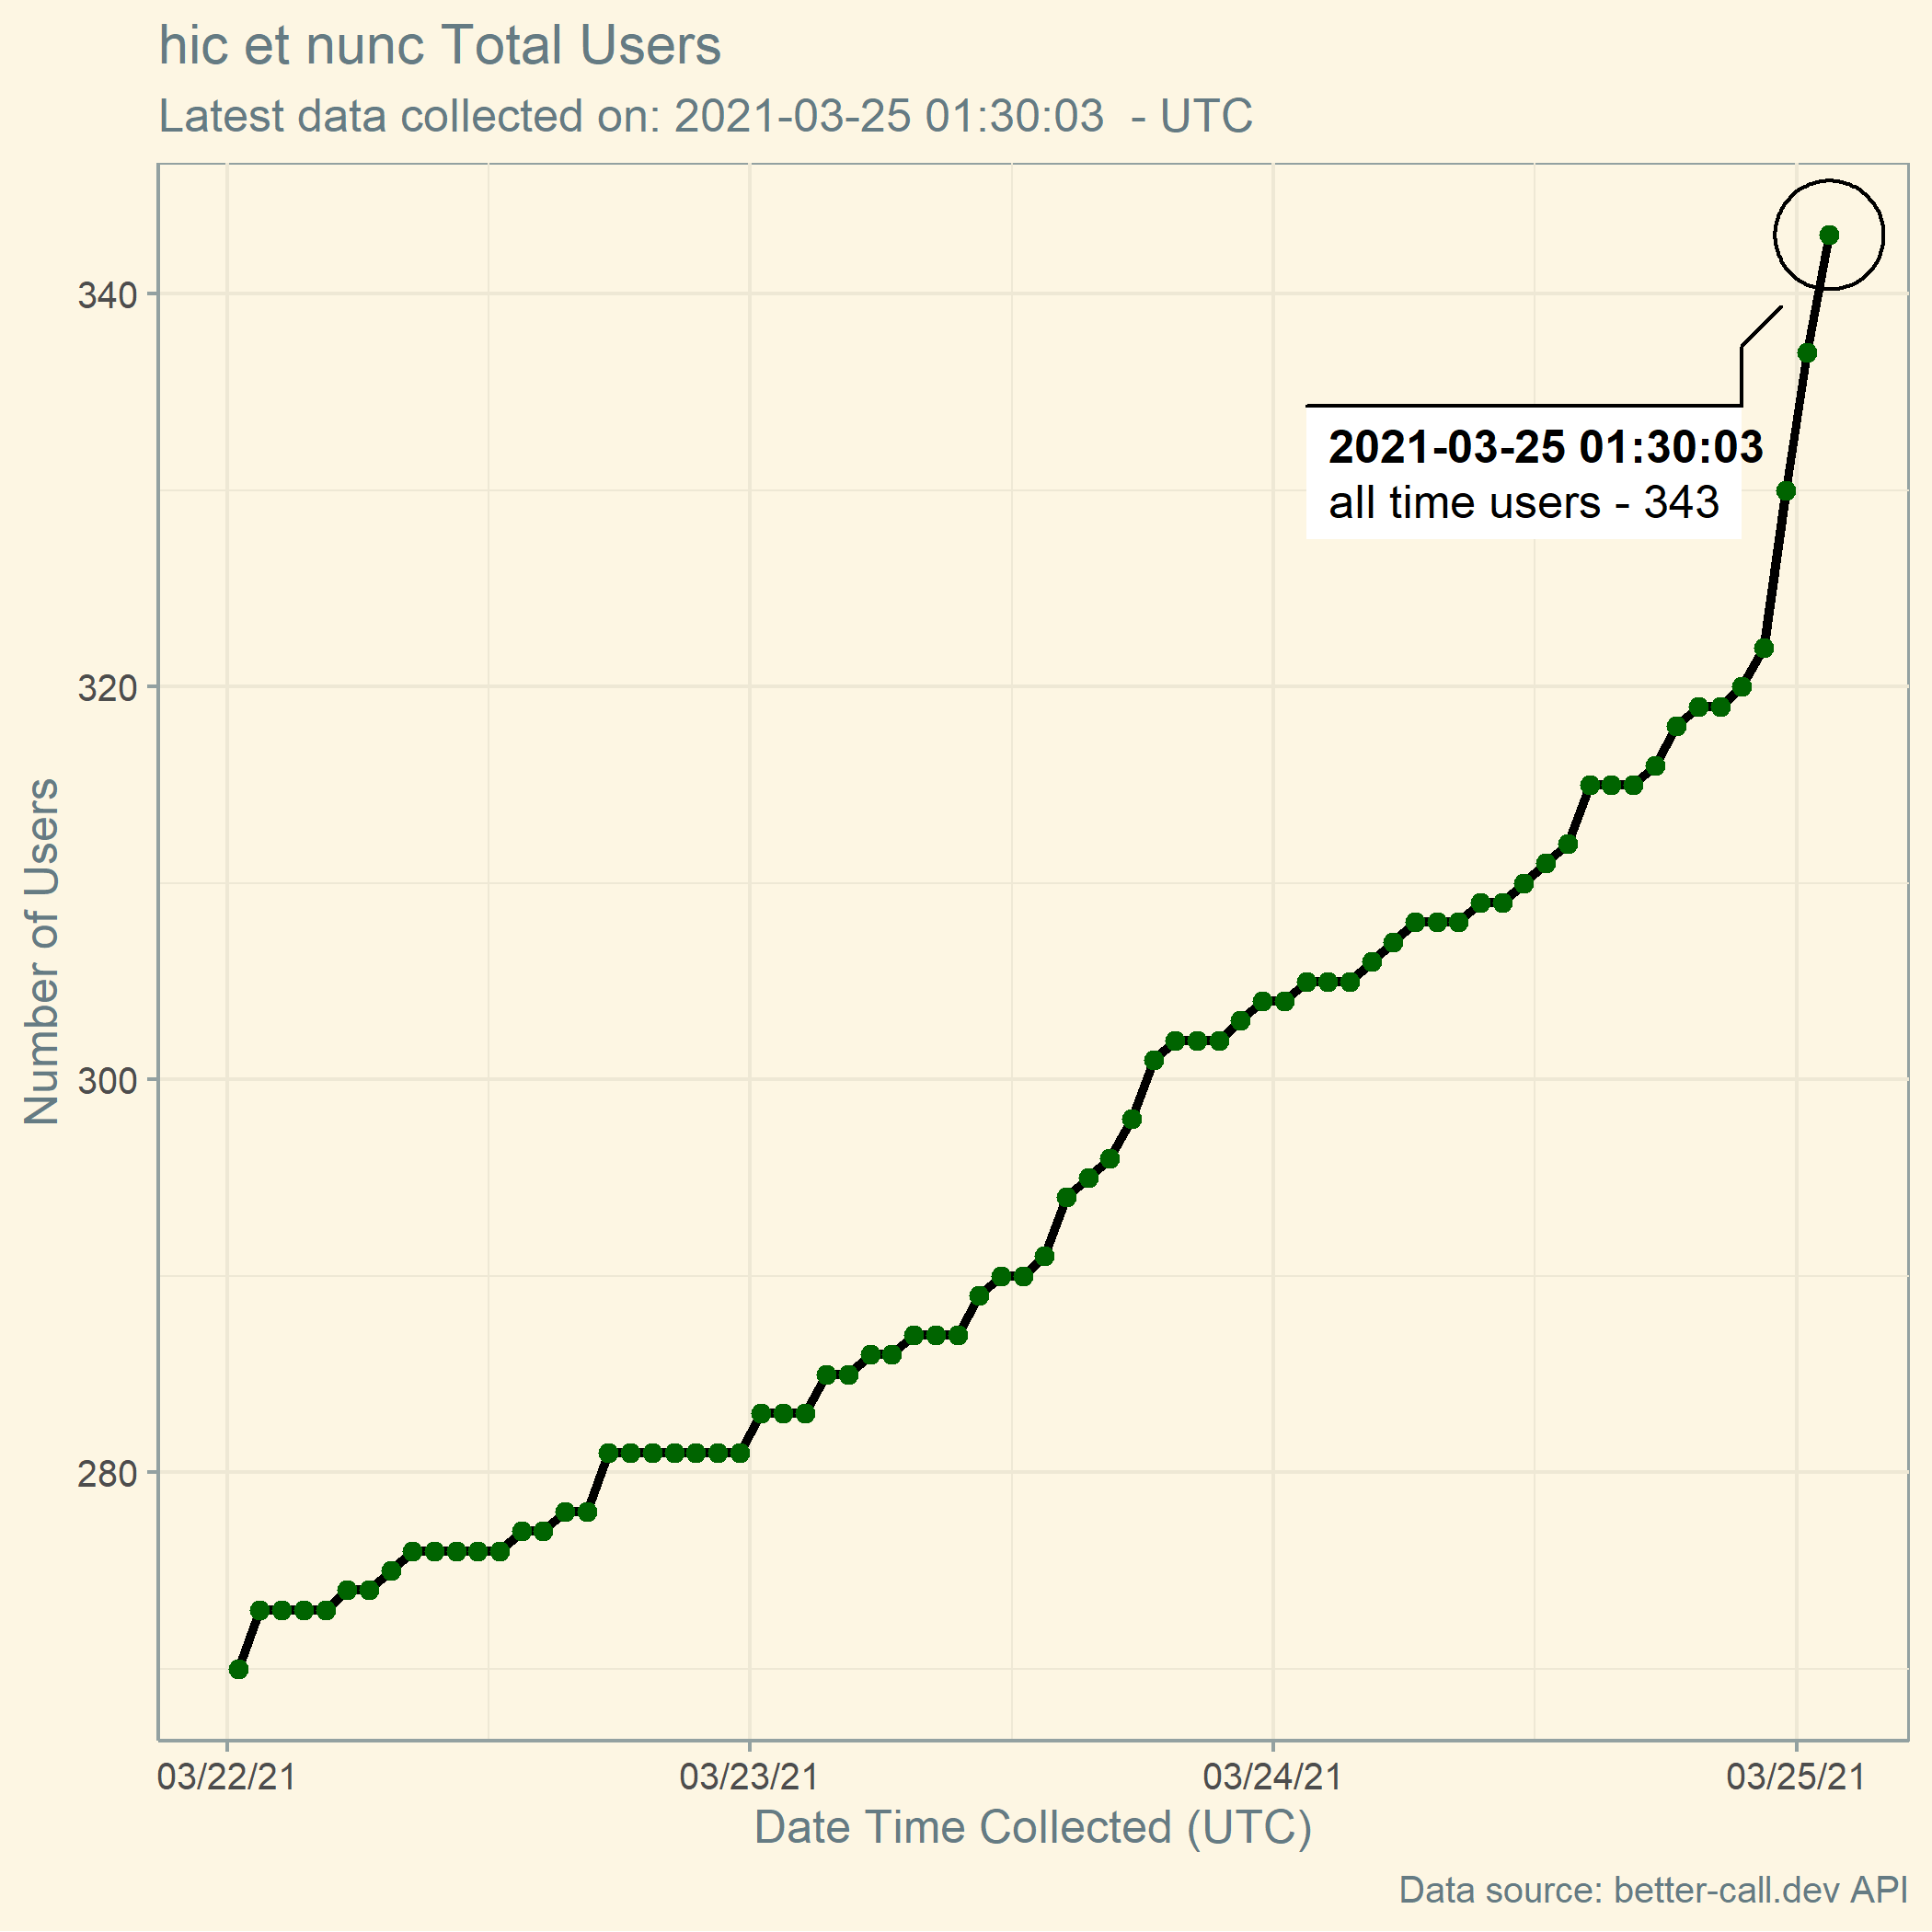 hic et nunc Total Users
Latest data collected on: 2021-03-25 01:30:03  - UTC
340
320
300
280
Number of Users
2021-03-25 01:30:03
all time users - 343
03/22/21
03/23/21
03/24/21
03/25/21
Date Time Collected (UTC)
Data source: better-call.dev API